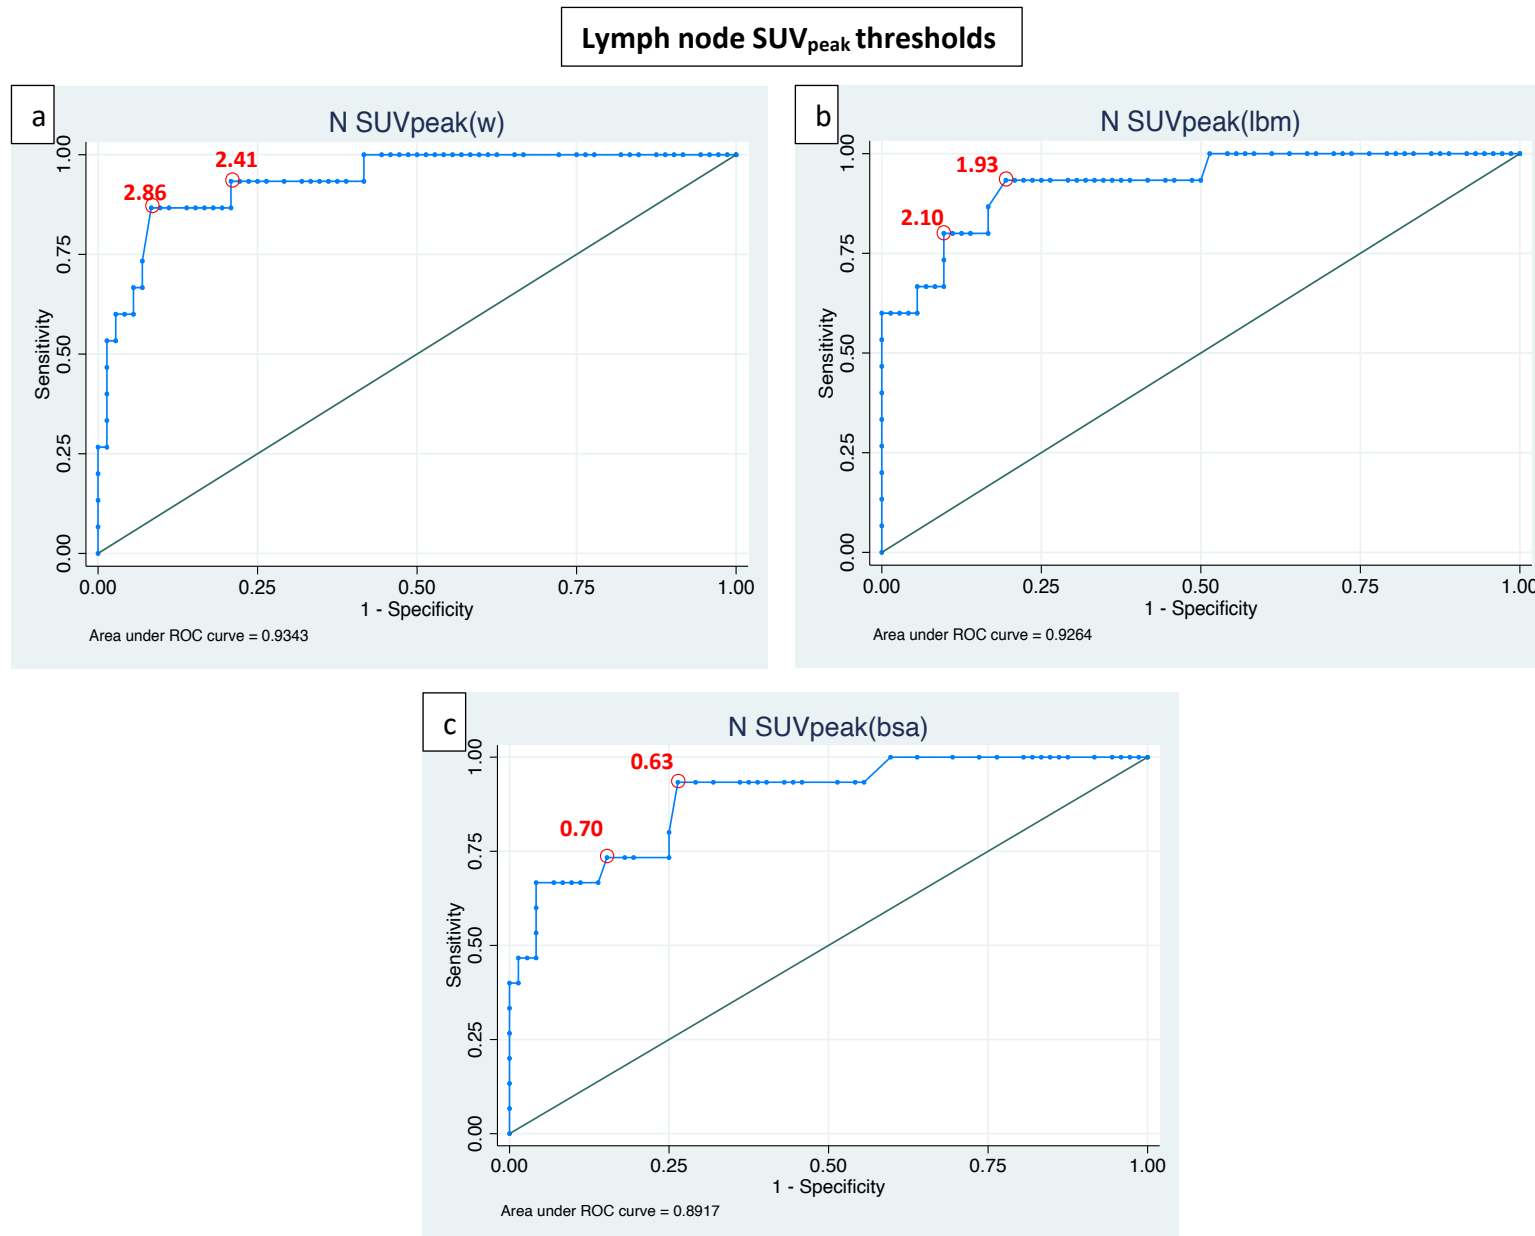 Lymph node SUVpeak thresholds
a
N SUVpeak(w)
Sensitivity
1.00
0.75
0.50
0.25
0.00
2.41
2.86
0.00 0.25 0.50 0.75 1.00
1 - Specificity
Area under ROC curve = 0.9343
b
N SUVpeak(lbm)
Sensitivity
1.00
0.75
0.50
0.25
0.00
1.93
2.10
0.00 0.25 0.50 0.75 1.00
1 - Specificity
Area under ROC curve = 0.9264
c
N SUVpeak(bsa)
Sensitivity
1.00
0.75
0.50
0.25
0.00
0.63
0.70
0.00 0.25 0.50 0.75 1.00
1 - Specificity
Area under ROC curve = 0.8917